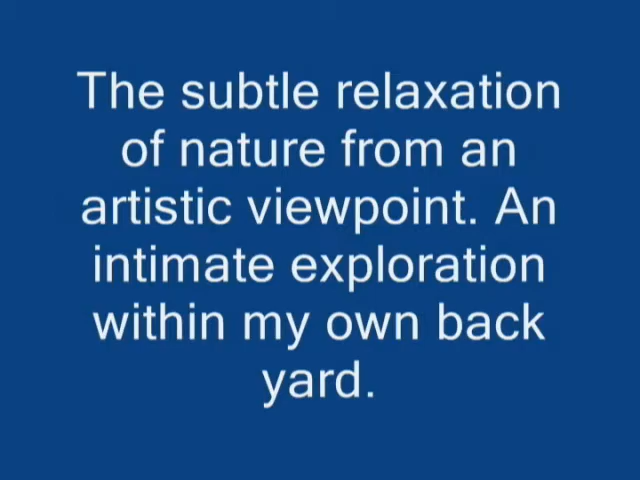 The subtle relaxation
of nature from an
artistic viewpoint. An
intimate exploration
within my own back
yard.